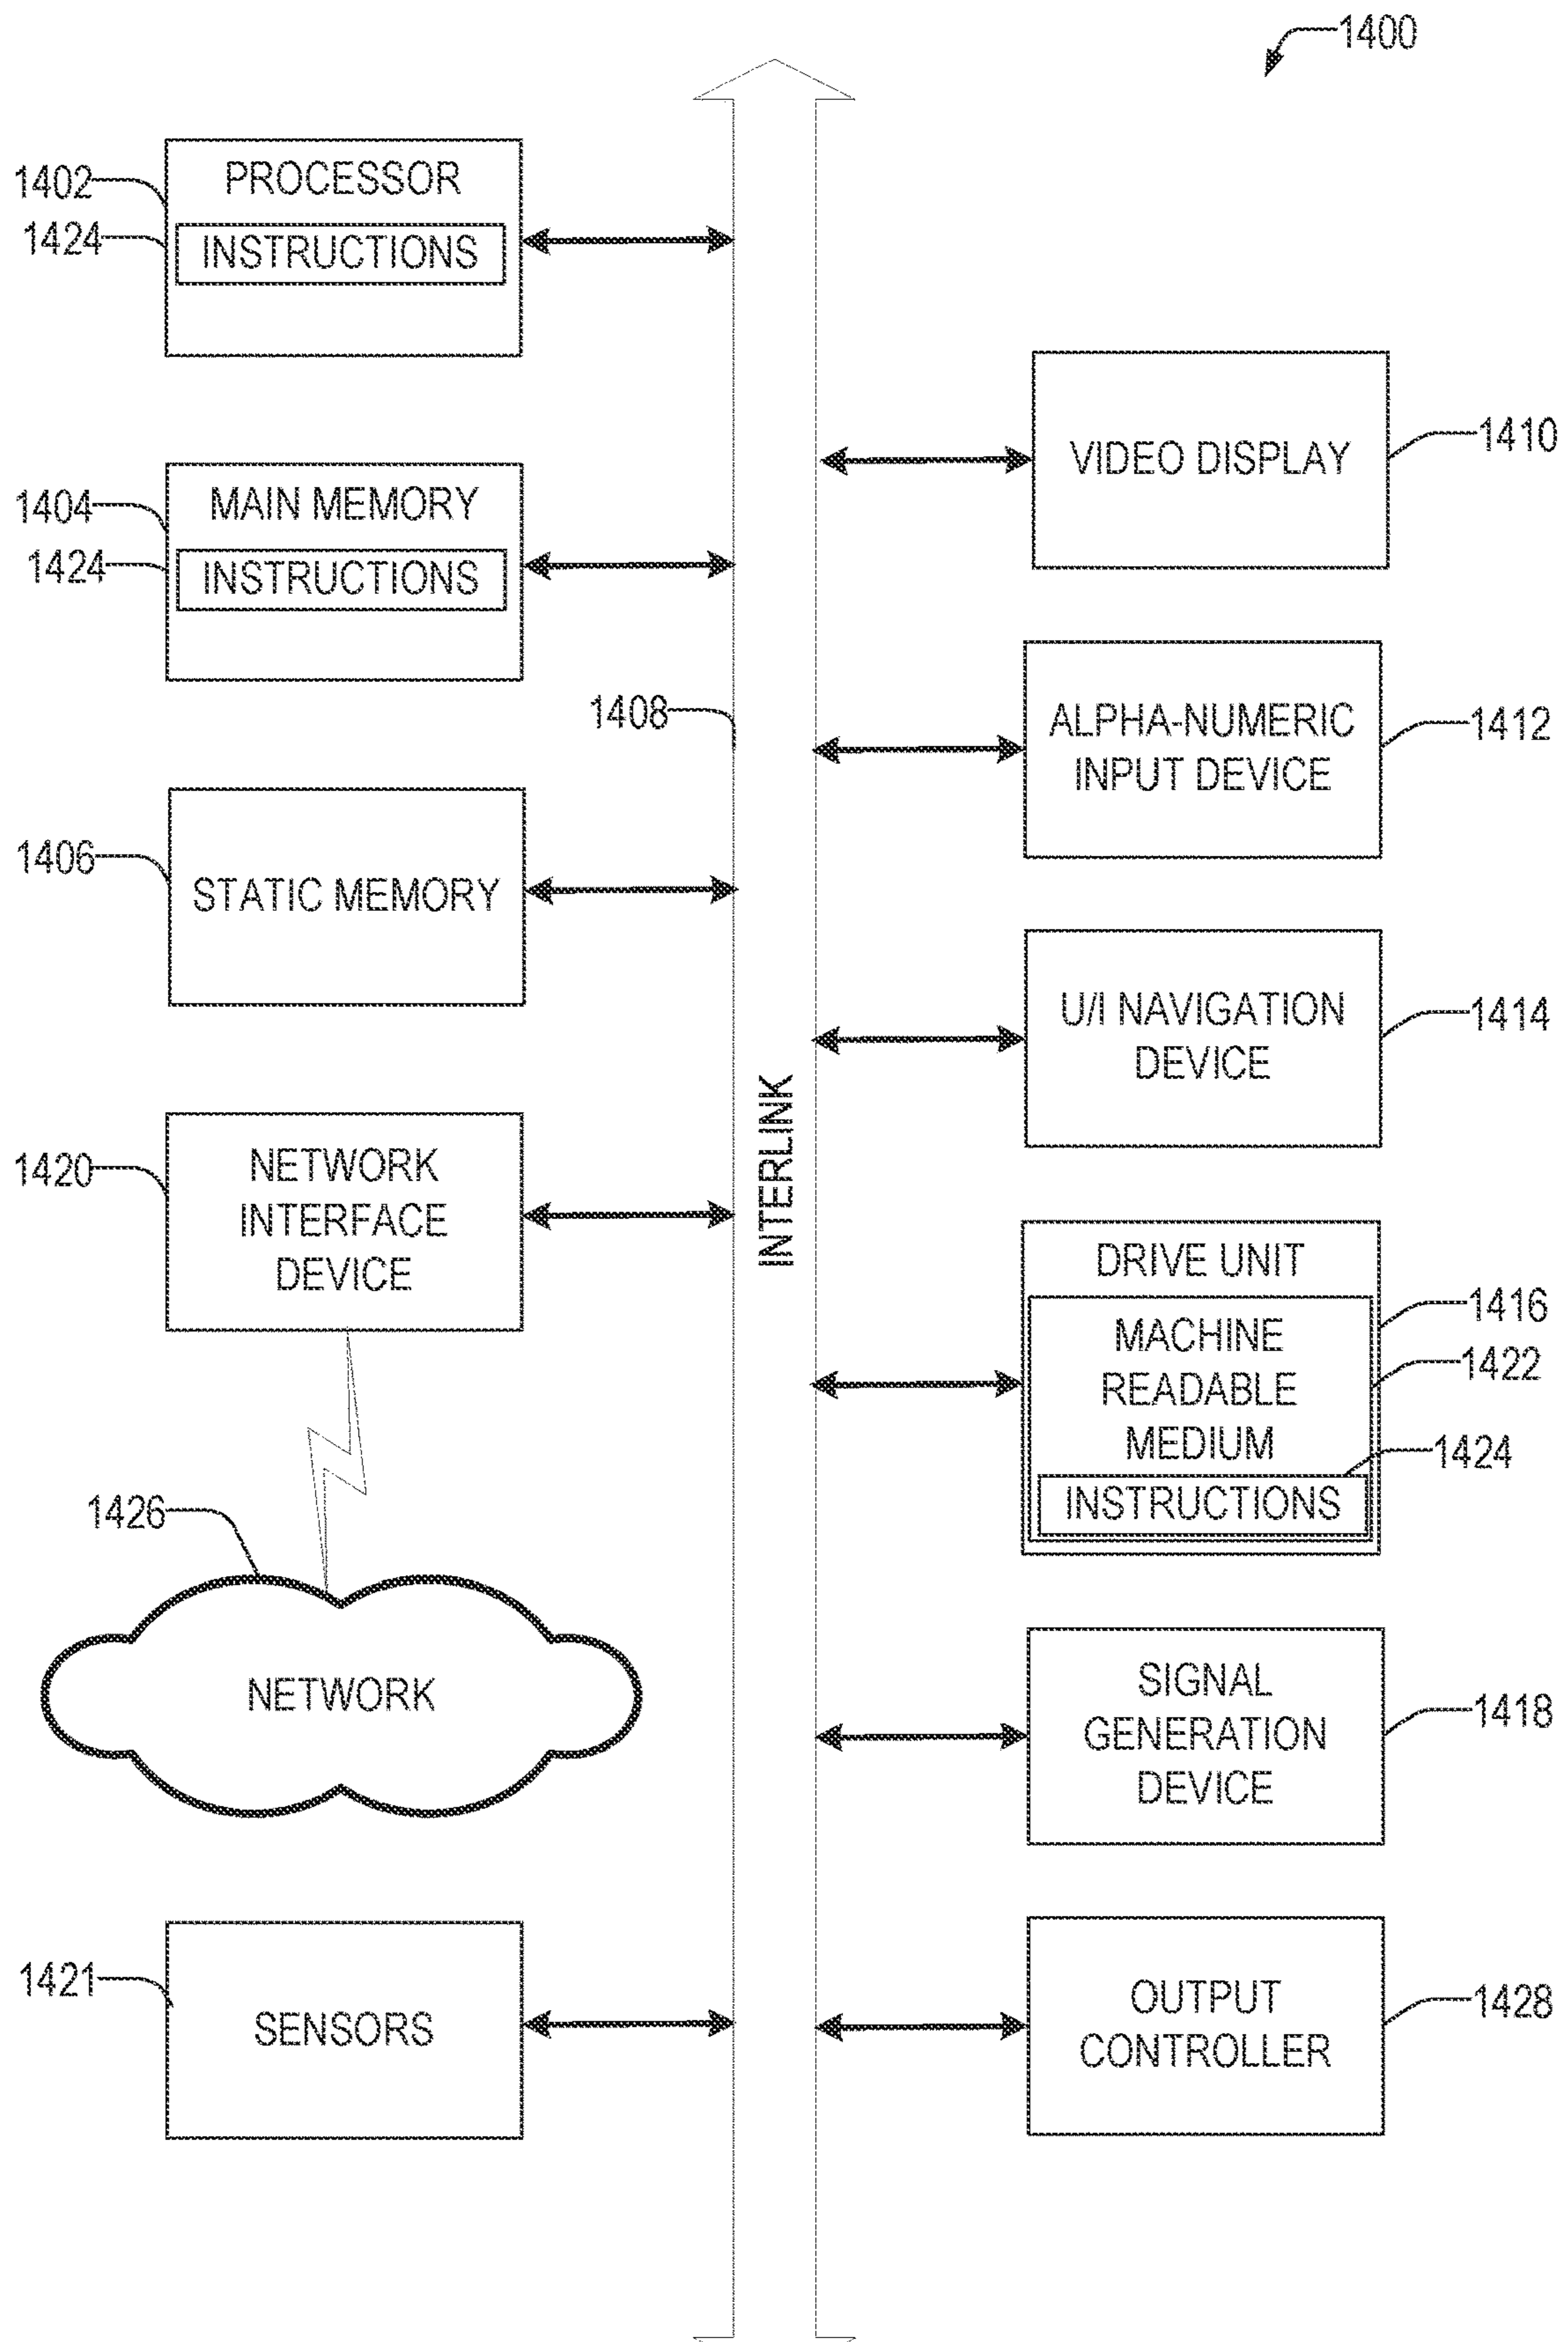 1400
1402
PROCESSOR
1424
INSTRUCTIONS
1404
MAIN MEMORY
1424
INSTRUCTIONS
1406
STATIC MEMORY
1420
NETWORK
INTERFACE
DEVICE
1426
NETWORK
1421
SENSORS
1408
INTERLINK
VIDEO DISPLAY
1410
ALPHA-NUMERIC
INPUT DEVICE
1412
U/I NAVIGATION
DEVICE
1414
DRIVE UNIT
1416
MACHINE
READABLE
MEDIUM
1422
1424
INSTRUCTIONS
SIGNAL
GENERATION
DEVICE
1418
OUTPUT
CONTROLLER
1428